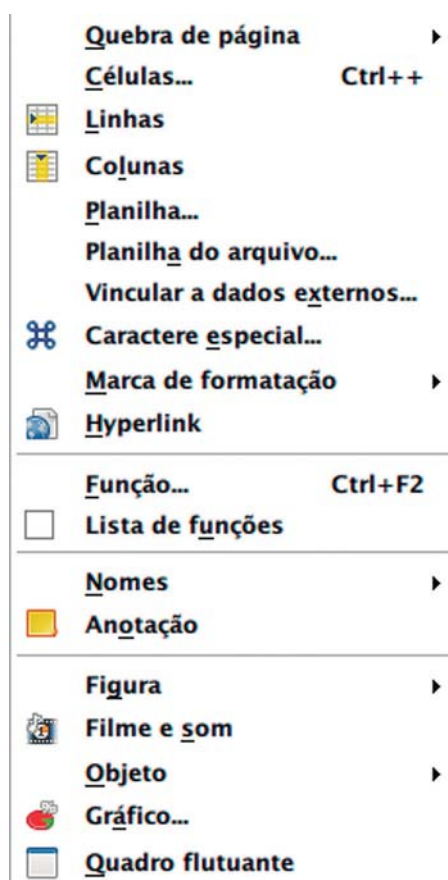 Quebra de página
Células... Ctrl++
Linhas
Colunas
Planilha...
Planilha do arquivo...
Vincular a dados externos...
Caractere especial...
Marca de formatação
Hyperlink
Função... Ctrl+F2
Lista de funções
Nomes
Anotação
Figura
Filme e som
Objeto
Gráfico...
Quadro flutuante